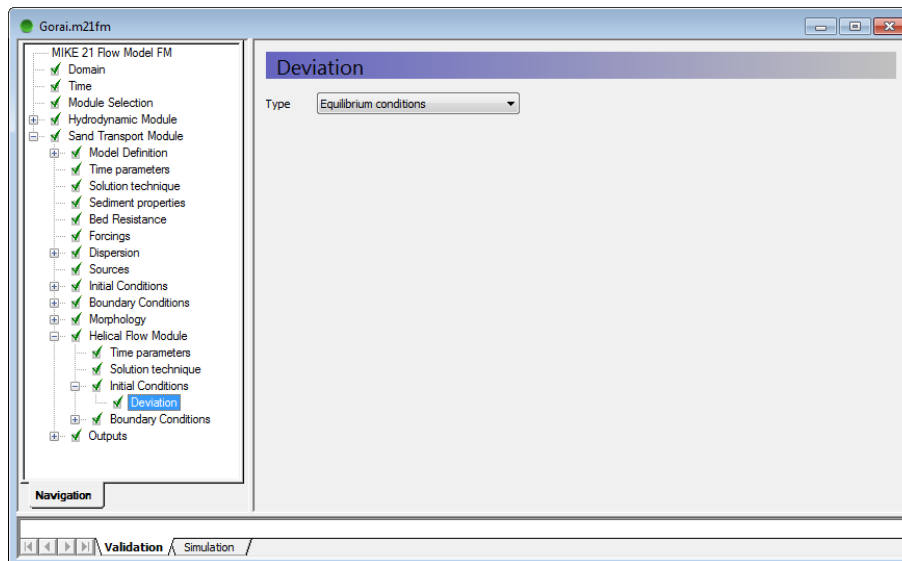 Gorai.m21fm
MIKE 21 Flow Model FM
Domain
Time
Module Selection
Hydrodynamic Module
Sand Transport Module
Model Definition
Time parameters
Solution technique
Sediment properties
Bed Resistance
Forcings
Dispersion
Sources
Initial Conditions
Boundary Conditions
Morphology
Helical Flow Module
Time parameters
Solution technique
Initial Conditions
Deviation
Boundary Conditions
Outputs
Navigation
Deviation
Type Equilibrium conditions
Validation Simulation